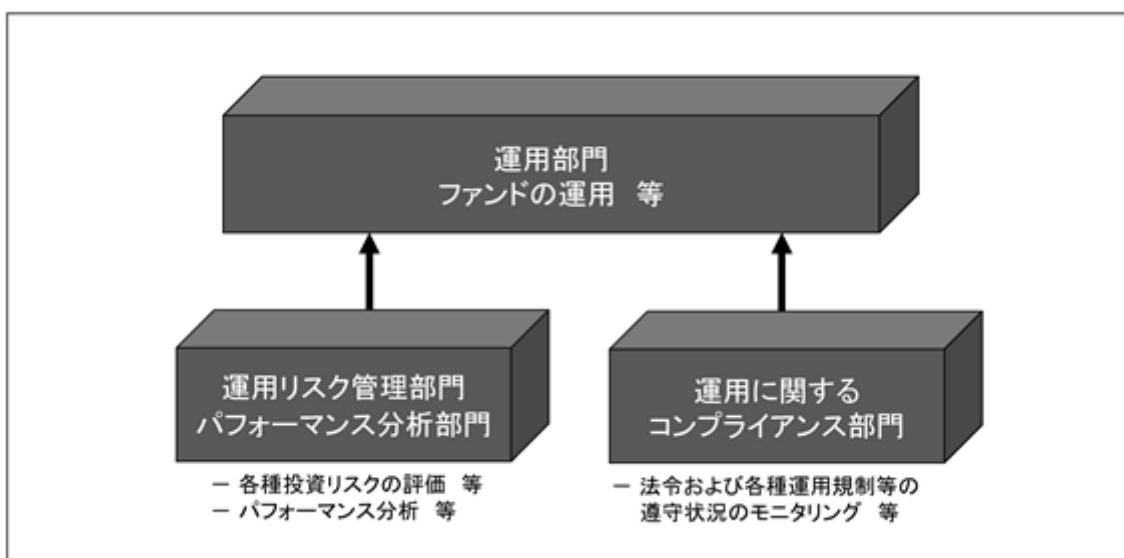 運用部門
ファンドの運用 等
運用リスク管理部門
パフォーマンス分析部門
－ 各種投資リスクの評価 等
－ パフォーマンス分析 等
運用に関する
コンプライアンス部門
－ 法令および各種運用規制等の
遵守状況のモニタリング 等